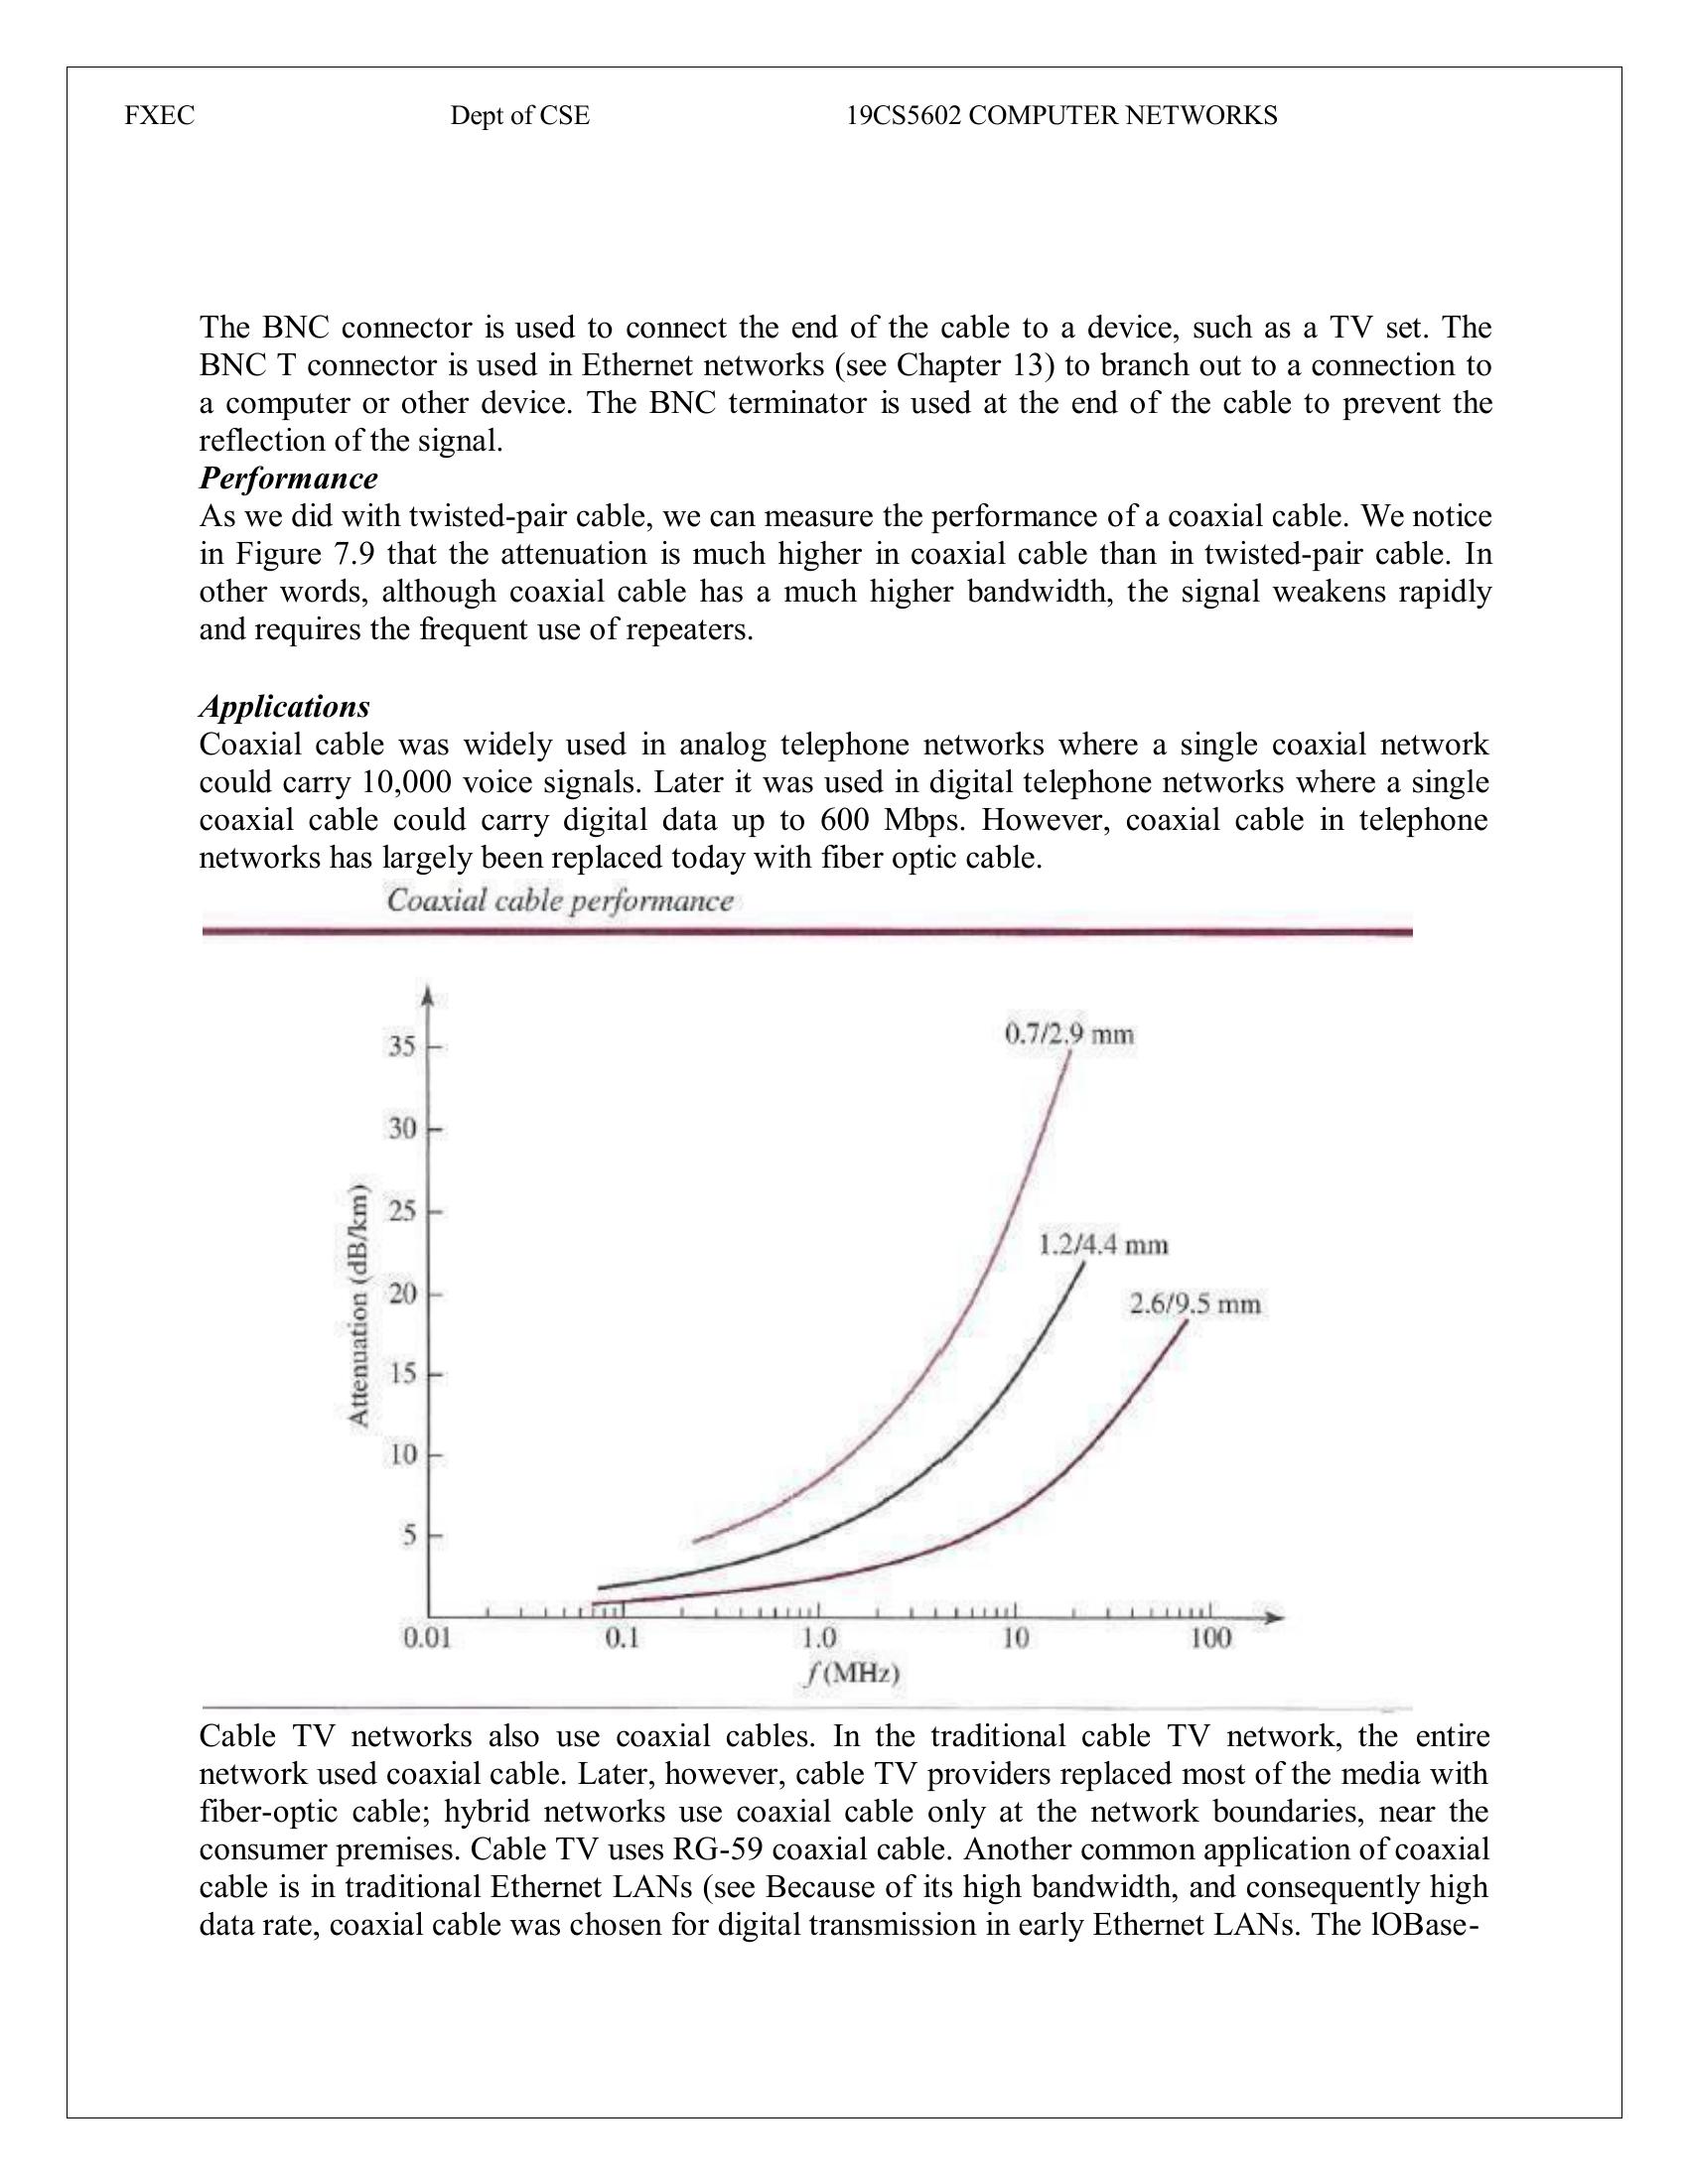 FXEC Dept of CSE 19CS5602 COMPUTER NETWORKS
The BNC connector is used to connect the end of the cable to a device, such as a TV set. The
BNC T connector is used in Ethernet networks (see Chapter 13) to branch out to a connection to
a computer or other device. The BNC terminator is used at the end of the cable to prevent the
reflection of the signal.
Performance
As we did with twisted-pair cable, we can measure the performance of a coaxial cable. We notice
in Figure 7.9 that the attenuation is much higher in coaxial cable than in twisted-pair cable. In
other words, although coaxial cable has a much higher bandwidth, the signal weakens rapidly
and requires the frequent use of repeaters.
Applications
Coaxial cable was widely used in analog telephone networks where a single coaxial network
could carry 10,000 voice signals. Later it was used in digital telephone networks where a single
coaxial cable could carry digital data up to 600 Mbps. However, coaxial cable in telephone
networks has largely been replaced today with fiber optic cable.
Coaxial cable performance
35
30
25
20
15
10
5
Attenuation (dB/km)
0.7/2.9 mm
1.2/4.4 mm
2.6/9.5 mm
0.01 0.1 1.0 10 100
f (MHz)
Cable TV networks also use coaxial cables. In the traditional cable TV network, the entire
network used coaxial cable. Later, however, cable TV providers replaced most of the media with
fiber-optic cable; hybrid networks use coaxial cable only at the network boundaries, near the
consumer premises. Cable TV uses RG-59 coaxial cable. Another common application of coaxial
cable is in traditional Ethernet LANs (see Because of its high bandwidth, and consequently high
data rate, coaxial cable was chosen for digital transmission in early Ethernet LANs. The lOBase-